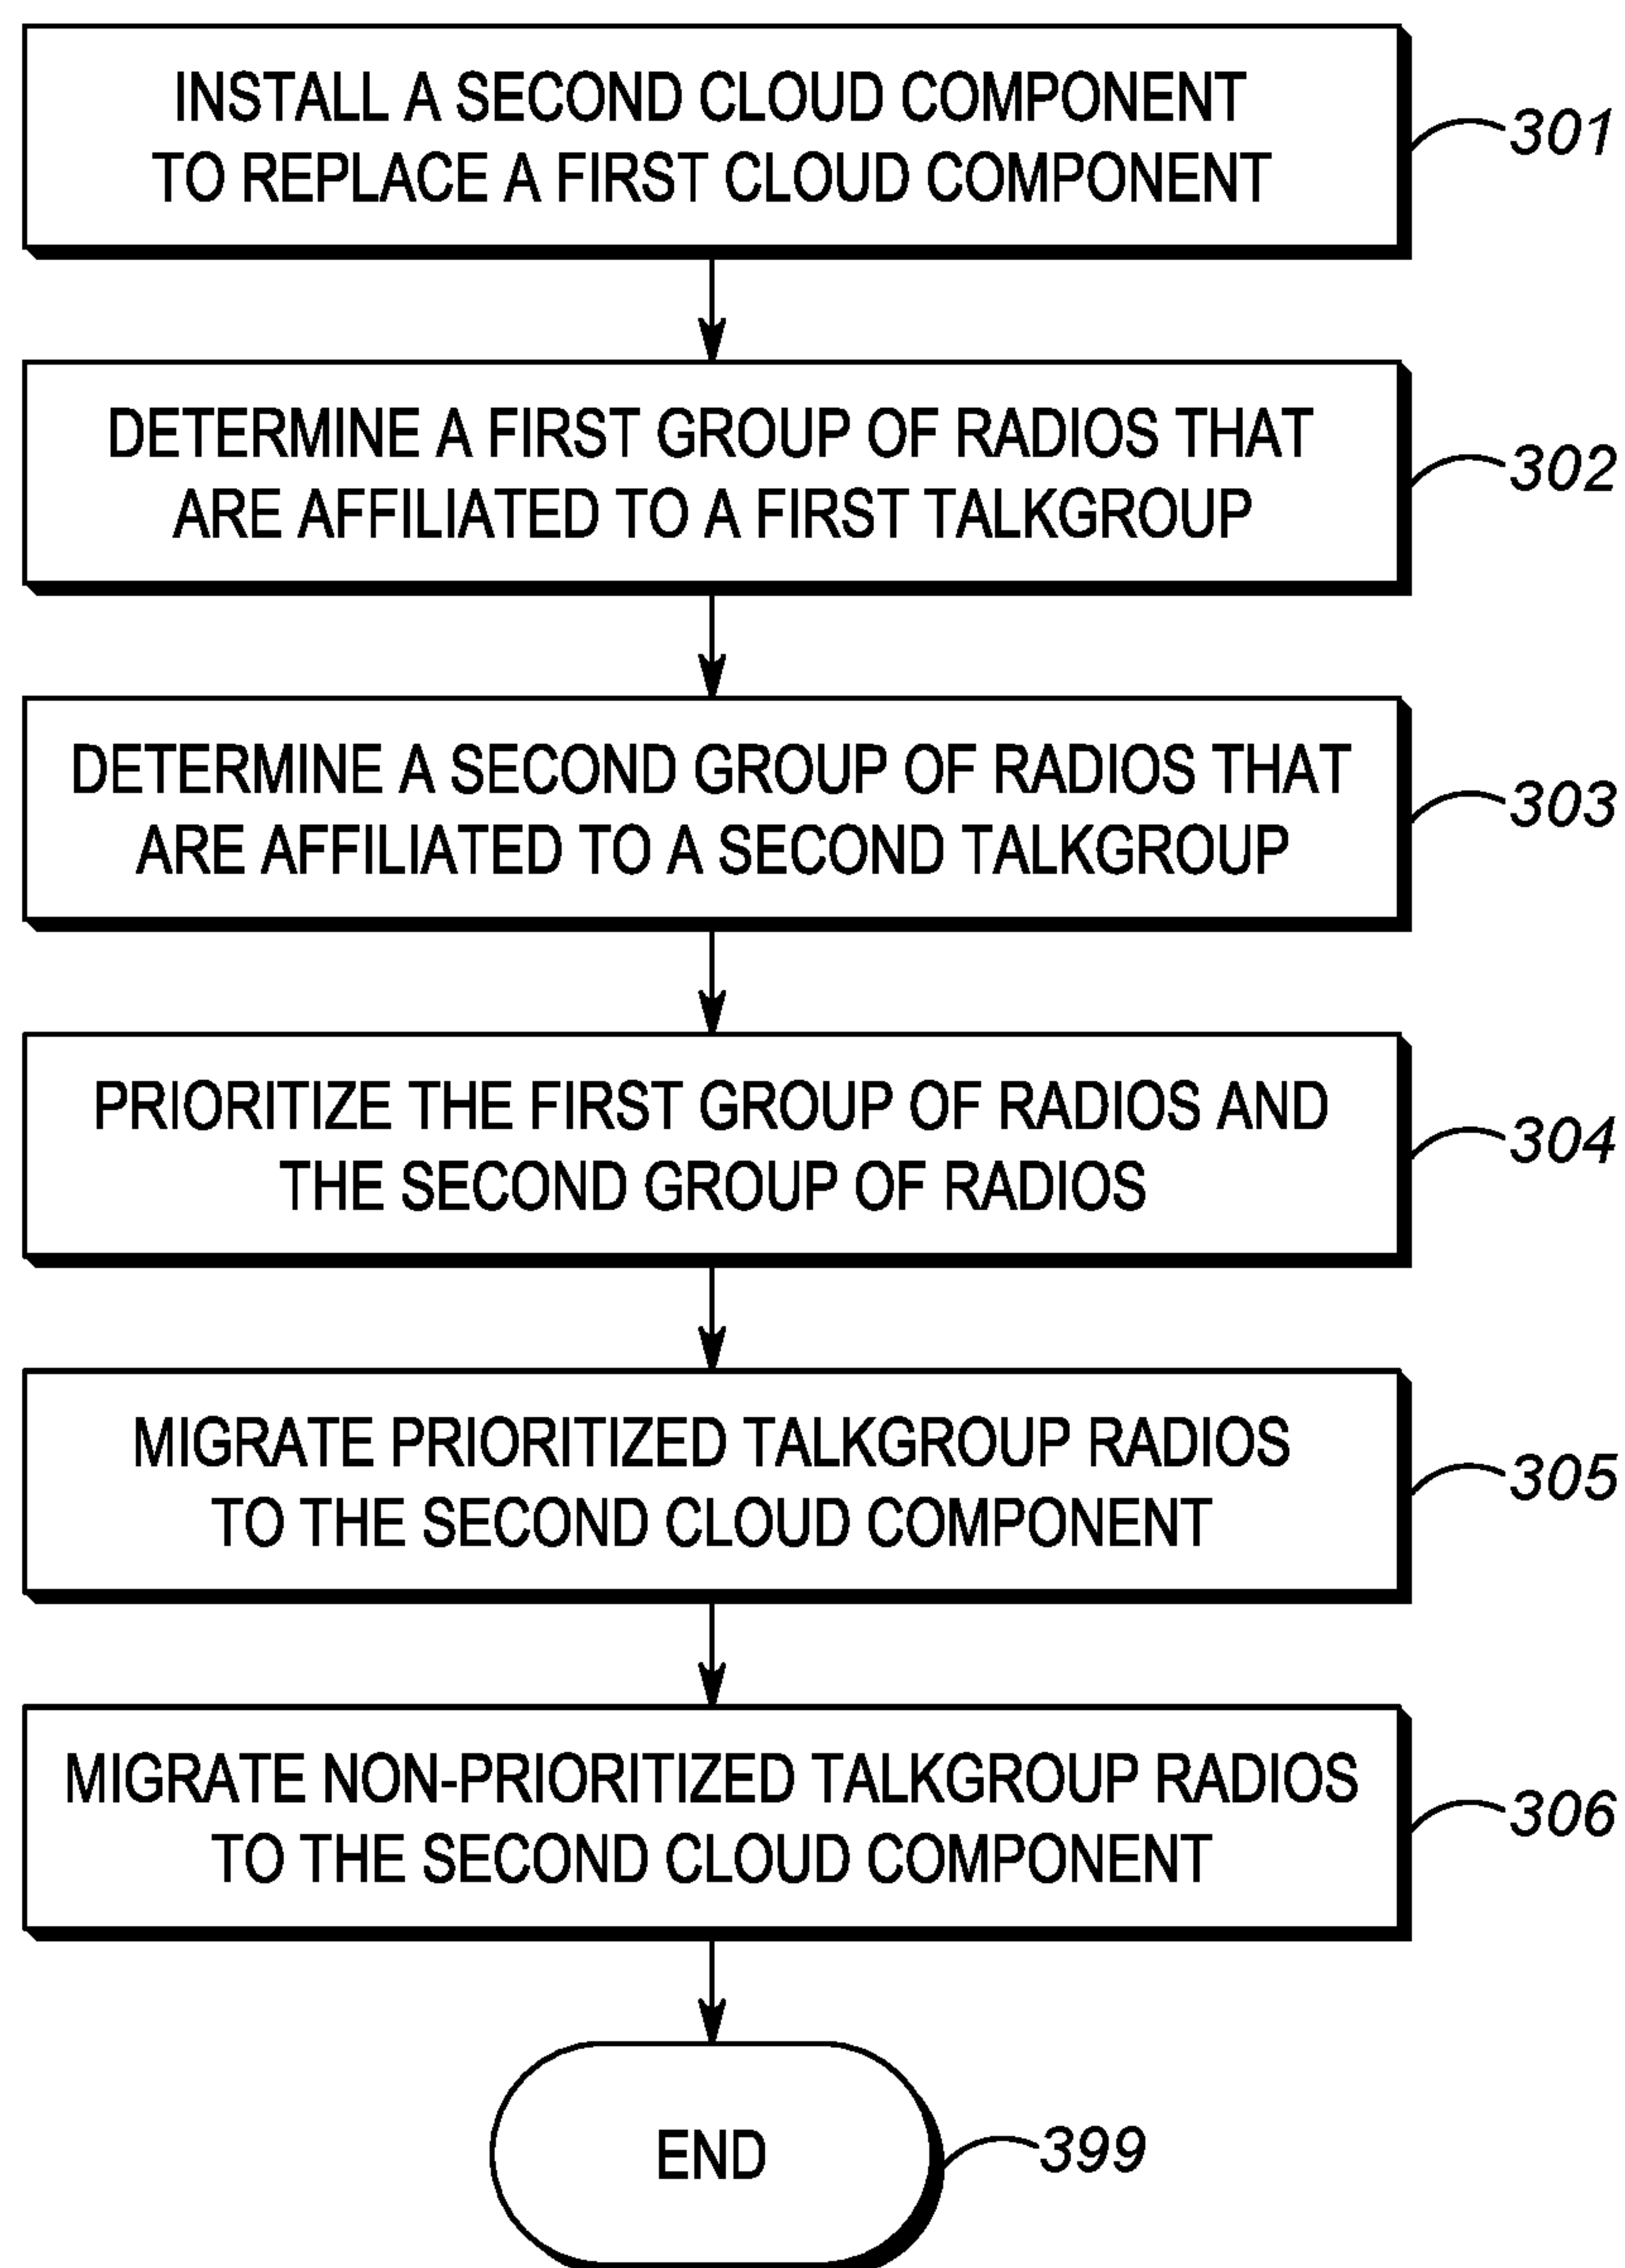 INSTALL A SECOND CLOUD COMPONENT
TO REPLACE A FIRST CLOUD COMPONENT
301
DETERMINE A FIRST GROUP OF RADIOS THAT
ARE AFFILIATED TO A FIRST TALKGROUP
302
DETERMINE A SECOND GROUP OF RADIOS THAT
ARE AFFILIATED TO A SECOND TALKGROUP
303
PRIORITIZE THE FIRST GROUP OF RADIOS AND
THE SECOND GROUP OF RADIOS
304
MIGRATE PRIORITIZED TALKGROUP RADIOS
TO THE SECOND CLOUD COMPONENT
305
MIGRATE NON-PRIORITIZED TALKGROUP RADIOS
TO THE SECOND CLOUD COMPONENT
306
END
399